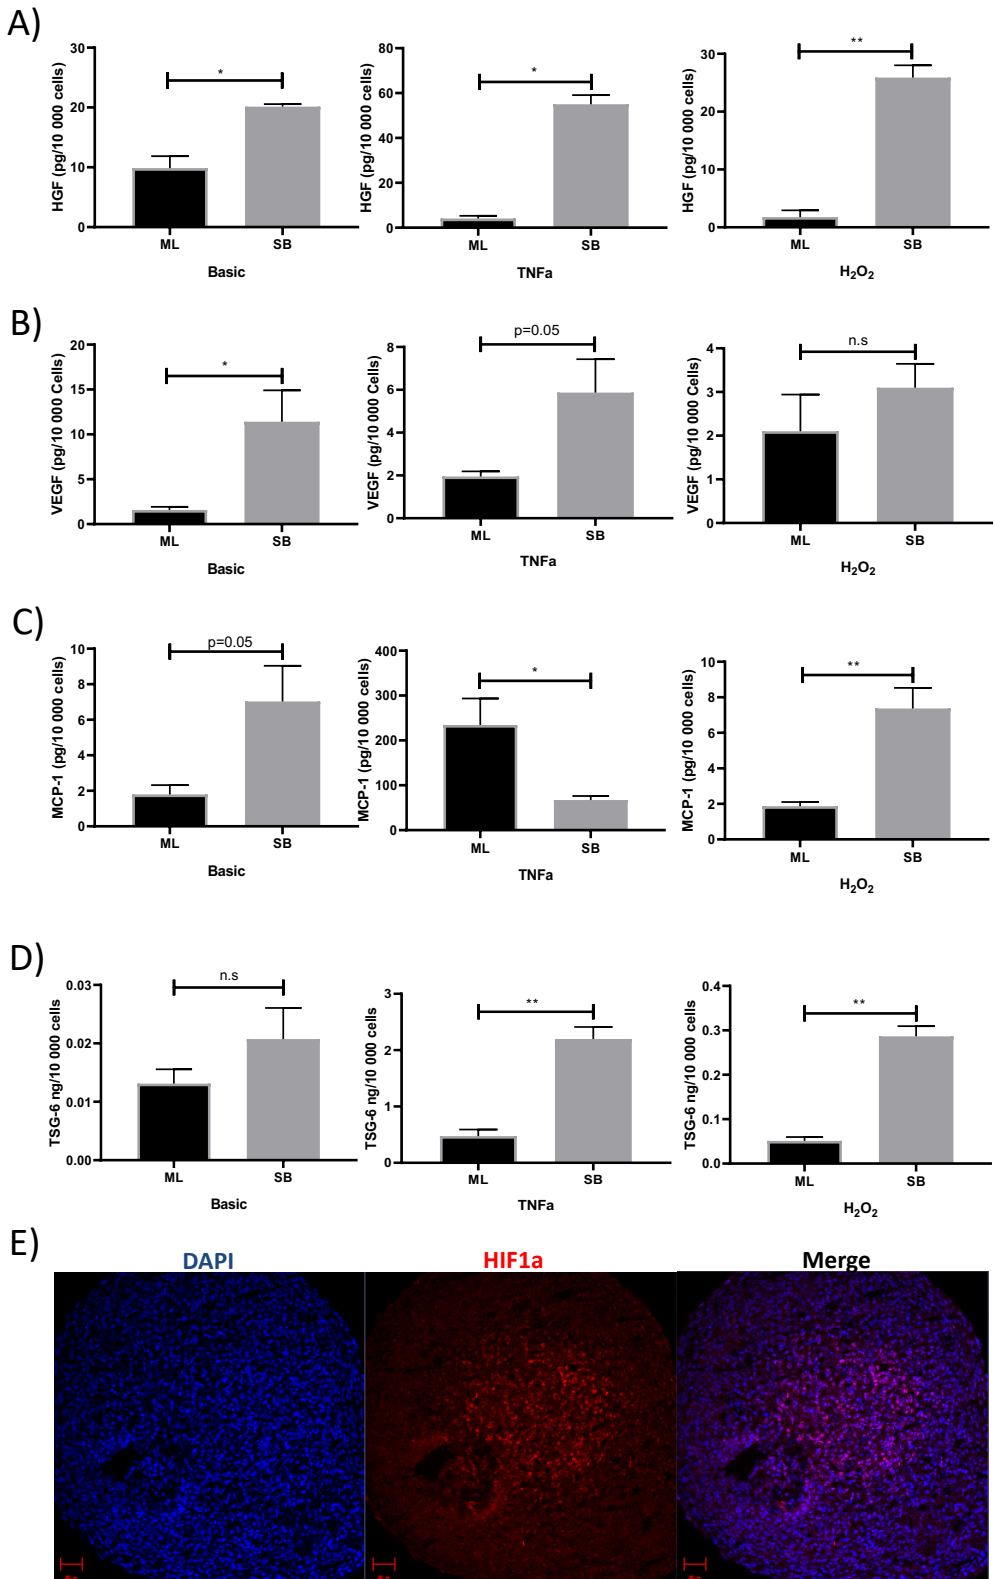 A)
HGF (pg/10 000 cells)
30
20
10
0
*
ML SB
Basic
HGF (pg/10 000 cells)
80
60
40
20
0
*
ML SB
TNFa
HGF (pg/10 000 cells)
30
20
10
0
**
ML SB
H₂O₂
B)
VEGF (pg/10 000 Cells)
20
15
10
5
0
*
ML SB
Basic
VEGF (pg/10 000 Cells)
8
6
4
2
0
p=0.05
ML SB
TNFa
VEGF (pg/10 000 Cells)
4
3
2
1
0
n.s
ML SB
H₂O₂
C)
MCP-1 (pg/10 000 cells)
10
8
6
4
2
0
p=0.05
ML SB
Basic
MCP-1 (pg/10 000 cells)
400
300
200
100
0
*
ML SB
TNFa
MCP-1 (pg/10 000 cells)
10
8
6
4
2
0
**
ML SB
H₂O₂
D)
TSG-6 ng/10 000 cells
0.03
0.02
0.01
0.00
n.s
ML SB
Basic
TSG-6 ng/10 000 cells
3
2
1
0
**
ML SB
TNFa
TSG-6 ng/10 000 cells
0.4
0.3
0.2
0.1
0.0
**
ML SB
H₂O₂
E)
DAPI HIF1a Merge